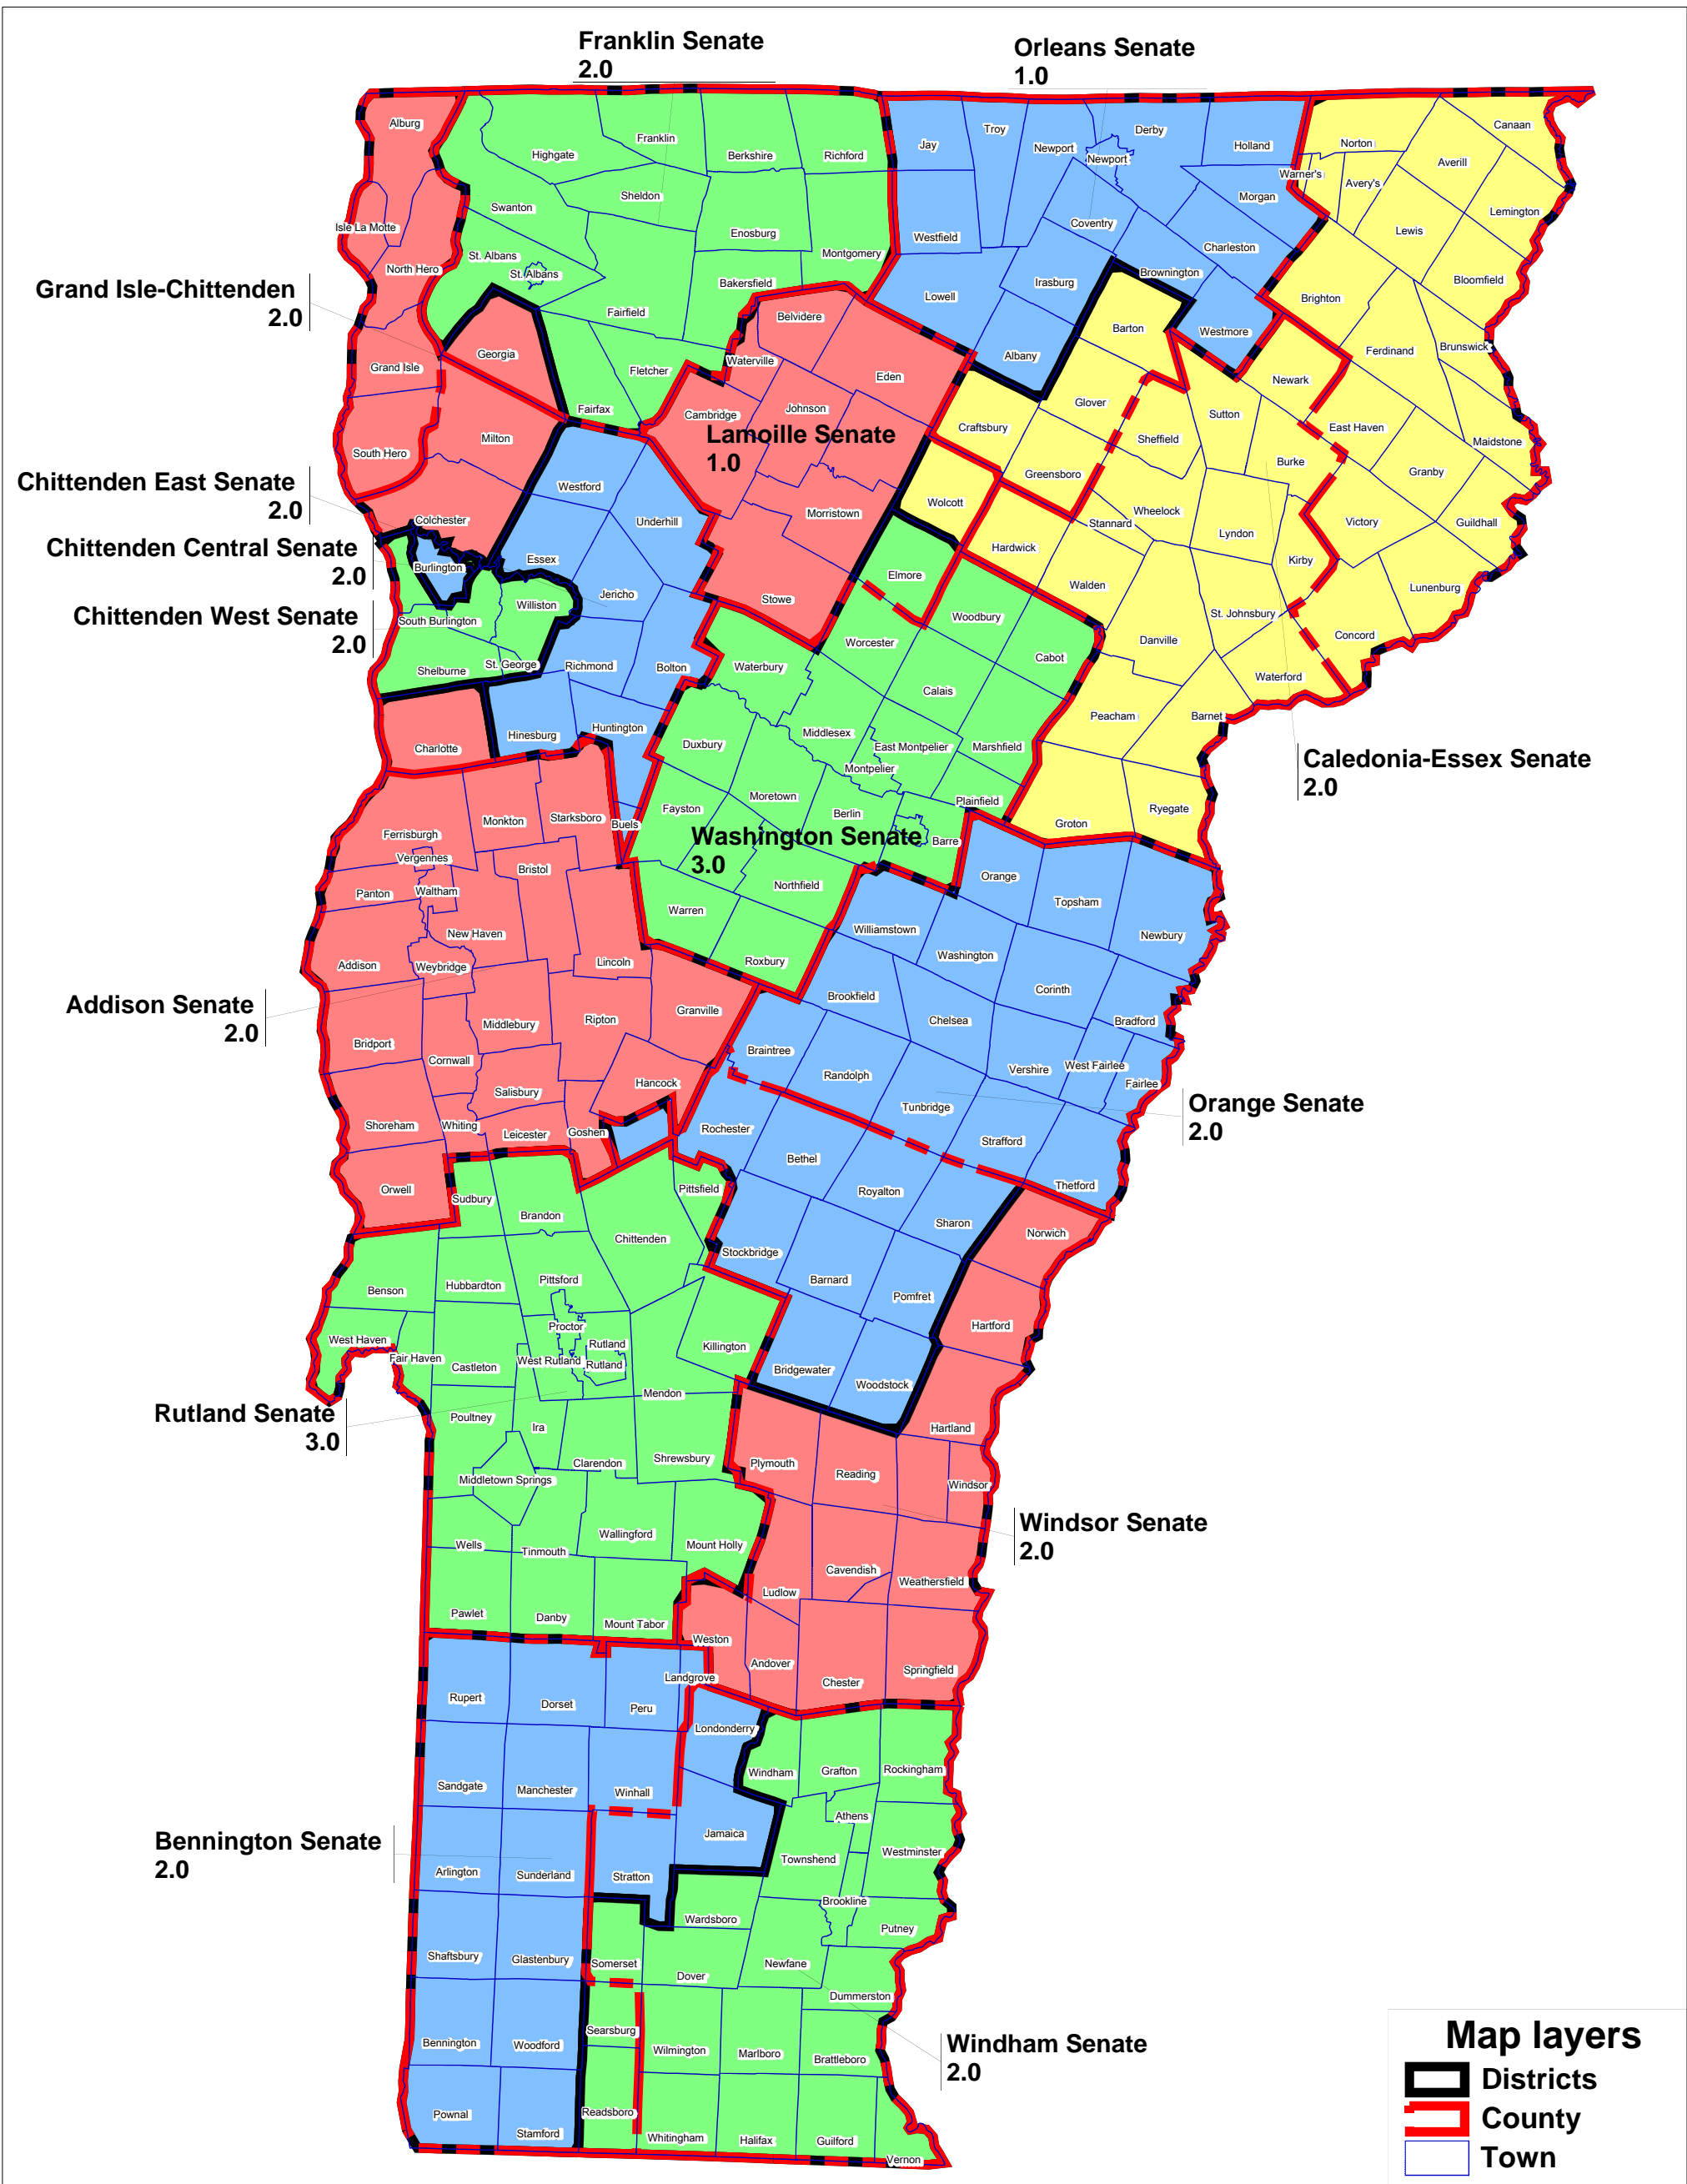 Franklin Senate
2.0
Orleans Senate
1.0
Alburg
Highgate
Franklin
Berkshire
Richford
Jay
Troy
Newport
Newport
Derby
Holland
Norton
Canaan
Averill
Warner's
Avery's
Morgan
Lemington
Isle La Motte
Swanton
Sheldon
Enosburg
Montgomery
Westfield
Coventry
Charleston
Lewis
Bloomfield
North Hero
St. Albans
St. Albans
Bakersfield
Lowell
Irasburg
Brownington
Brighton
Grand Isle-Chittenden
2.0
Fairfield
Belvidere
Barton
Westmore
Ferdinand
Brunswick
Georgia
Grand Isle
Fletcher
Waterville
Eden
Albany
Newark
Fairfax
Cambridge
Johnson
Craftsbury
Glover
Sutton
East Haven
Maidstone
Milton
Lamoille Senate
1.0
Sheffield
Burke
Granby
South Hero
Chittenden East Senate
2.0
Westford
Greensboro
Wolcott
Wheelock
Stannard
Lyndon
Victory
Guildhall
Colchester
Underhill
Morristown
Chittenden Central Senate
2.0
Burlington
Essex
Jericho
Elmore
Hardwick
Walden
Kirby
Lunenburg
Chittenden West Senate
2.0
South Burlington
Williston
Stowe
Woodbury
St. Johnsbury
Concord
Shelburne
St. George
Richmond
Bolton
Waterbury
Worcester
Cabot
Danville
Waterford
Calais
Peacham
Barnet
Charlotte
Hinesburg
Huntington
Duxbury
Middlesex
East Montpelier
Montpelier
Marshfield
Caledonia-Essex Senate
2.0
Ferrisburgh
Monkton
Starksboro
Buels
Fayston
Moretown
Berlin
Plainfield
Groton
Ryegate
Washington Senate
3.0
Barre
Vergennes
Panton
Waltham
Bristol
Northfield
Orange
Topsham
Warren
New Haven
Williamstown
Newbury
Addison
Weybridge
Lincoln
Roxbury
Washington
Addison Senate
2.0
Middlebury
Ripton
Granville
Brookfield
Chelsea
Corinth
Bradford
Bridport
Cornwall
Braintree
Randolph
Vershire
West Fairlee
Fairlee
Salisbury
Hancock
Orange Senate
2.0
Shoreham
Whiting
Leicester
Goshen
Rochester
Tunbridge
Strafford
Bethel
Orwell
Sudbury
Brandon
Pittsfield
Royalton
Thetford
Chittenden
Stockbridge
Sharon
Norwich
Benson
Hubbardton
Pittsford
Barnard
Pomfret
Hartford
West Haven
Fair Haven
Castleton
Proctor
West Rutland
Rutland
Rutland
Killington
Bridgewater
Woodstock
Mendon
Rutland Senate
3.0
Poultney
Ira
Hartland
Middletown Springs
Clarendon
Shrewsbury
Plymouth
Reading
Windsor
Wells
Tinmouth
Wallingford
Mount Holly
Windsor Senate
2.0
Ludlow
Cavendish
Weathersfield
Pawlet
Danby
Mount Tabor
Weston
Andover
Chester
Springfield
Landgrove
Rupert
Dorset
Peru
Londonderry
Sandgate
Manchester
Winhall
Windham
Grafton
Rockingham
Athens
Bennington Senate
2.0
Jamaica
Townshend
Westminster
Arlington
Sunderland
Stratton
Brookline
Wardsboro
Putney
Shaftsbury
Glastenbury
Somerset
Dover
Newfane
Dummerston
Bennington
Woodford
Searsburg
Wilmington
Marlboro
Brattleboro
Windham Senate
2.0
Pownal
Stamford
Readsboro
Whitingham
Halifax
Guilford
Vernon
Map layers
Districts
County
Town